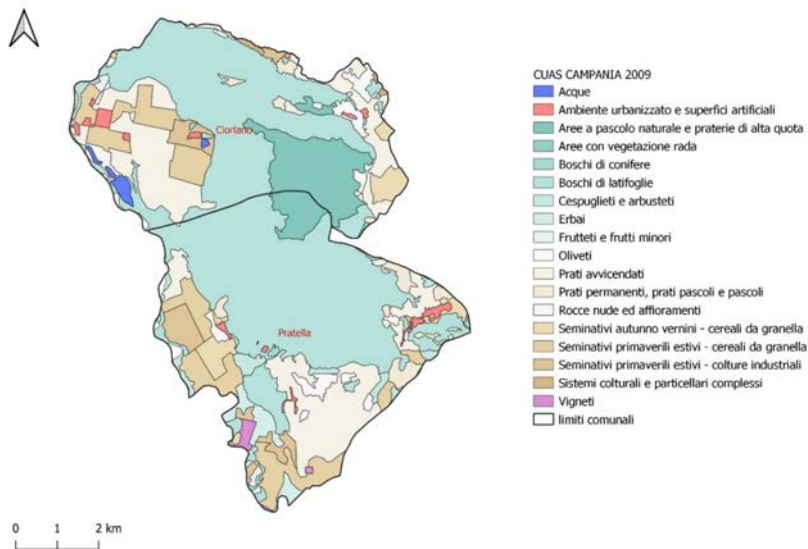 CUAS CAMPANIA 2009
Acque
Ambiente urbanizzato e superfici artificiali
Aree a pascolo naturale e praterie di alta quota
Aree con vegetazione rada
Boschi di conifere
Boschi di latifoglie
Cespuglieti e arbusteti
Erbai
Frutteti e frutti minori
Oliveti
Prati avvicendati
Prati permanenti, prati pascoli e pascoli
Rocce nude ed affioramenti
Seminativi autunno vernini - cereali da granella
Seminativi primaverili estivi - cereali da granella
Seminativi primaverili estivi - colture industriali
Sistemi colturali e particellari complessi
Vigneti
limiti comunali
Ciorlano
Pratella
0 1 2 km